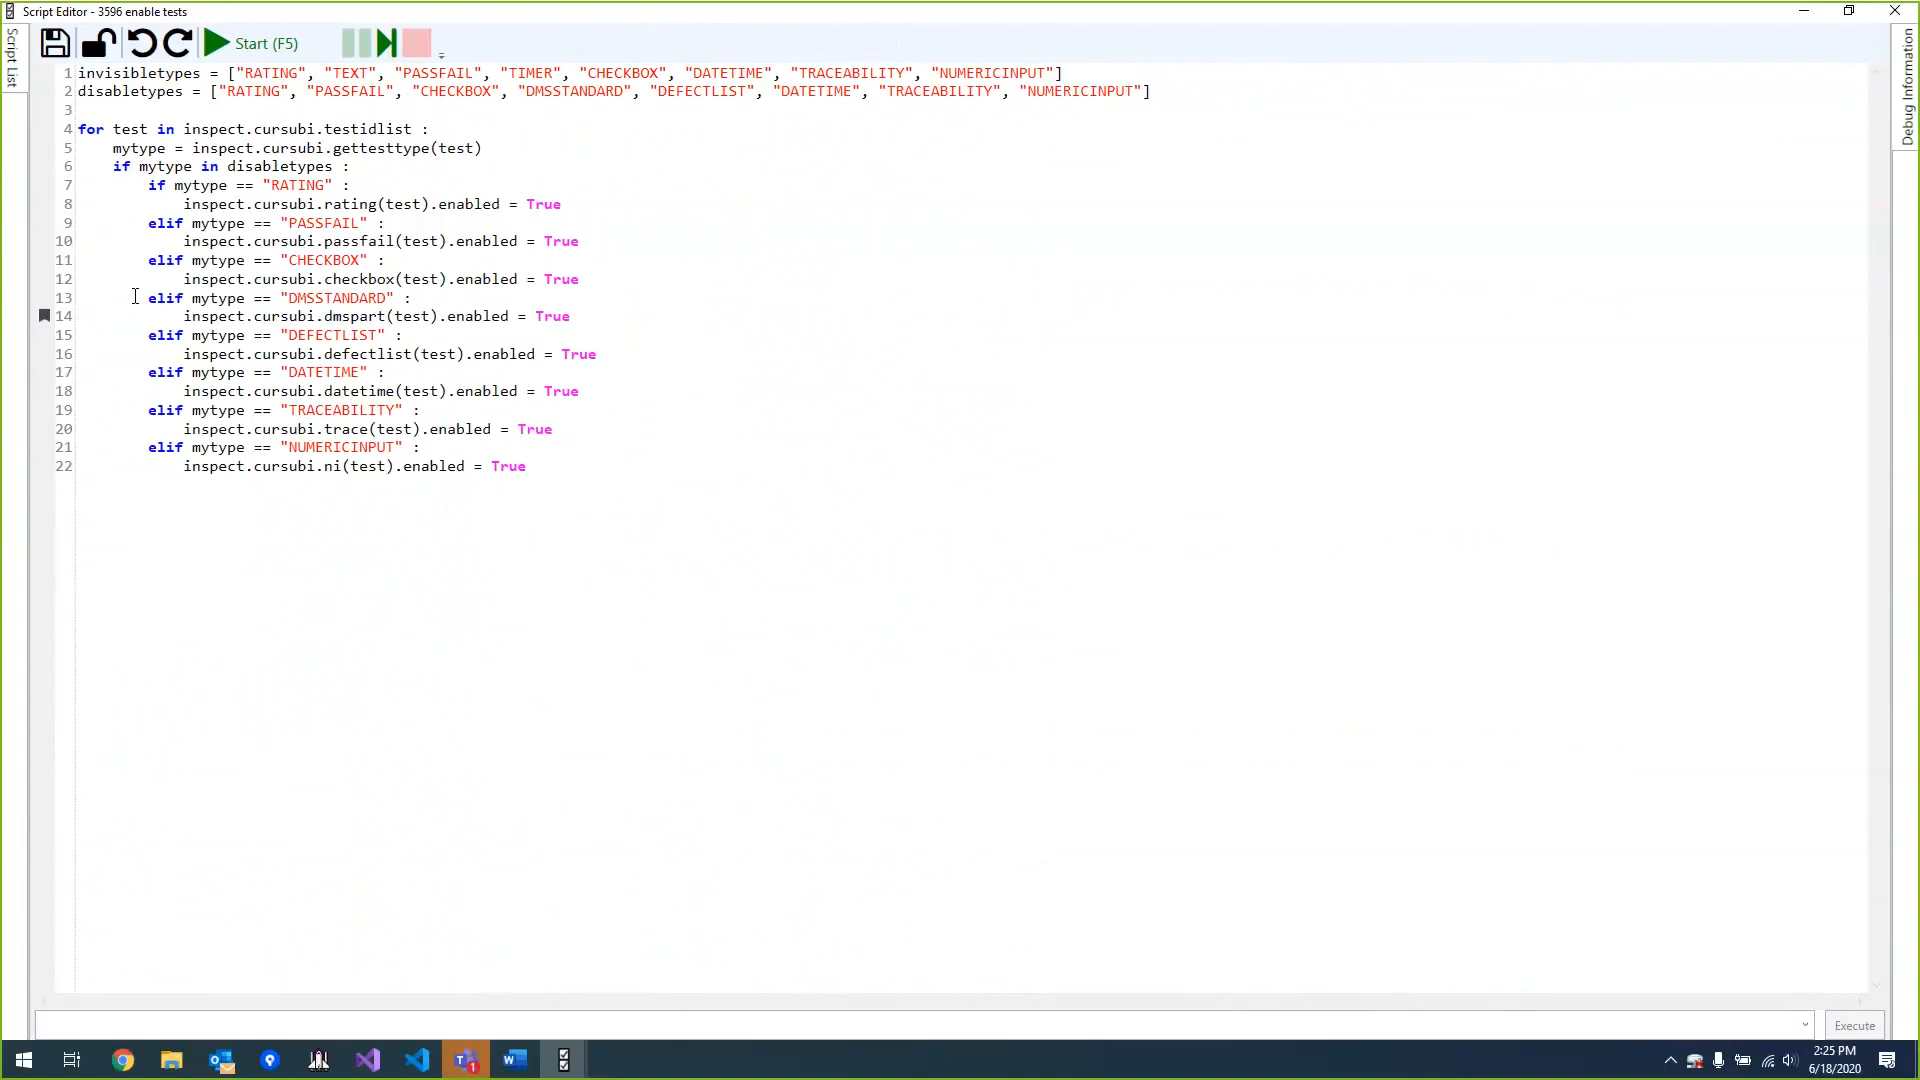 Script Editor - 3596 enable tests
Script List
Start (F5)
Debug Information
1 invisibletypes = ["RATING", "TEXT", "PASSFAIL", "TIMER", "CHECKBOX", "DATETIME", "TRACEABILITY", "NUMERICINPUT"]
2 disabletypes = ["RATING", "PASSFAIL", "CHECKBOX", "DMSSTANDARD", "DEFECTLIST", "DATETIME", "TRACEABILITY", "NUMERICINPUT"]
3
4 for test in inspect.cursubi.testidlist :
5     mytype = inspect.cursubi.gettesttype(test)
6     if mytype in disabletypes :
7         if mytype == "RATING" :
8             inspect.cursubi.rating(test).enabled = True
9         elif mytype == "PASSFAIL" :
10             inspect.cursubi.passfail(test).enabled = True
11         elif mytype == "CHECKBOX" :
12             inspect.cursubi.checkbox(test).enabled = True
13         elif mytype == "DMSSTANDARD" :
14             inspect.cursubi.dmspart(test).enabled = True
15         elif mytype == "DEFECTLIST" :
16             inspect.cursubi.defectlist(test).enabled = True
17         elif mytype == "DATETIME" :
18             inspect.cursubi.datetime(test).enabled = True
19         elif mytype == "TRACEABILITY" :
20             inspect.cursubi.trace(test).enabled = True
21         elif mytype == "NUMERICINPUT" :
22             inspect.cursubi.ni(test).enabled = True
Execute
2:25 PM
6/18/2020